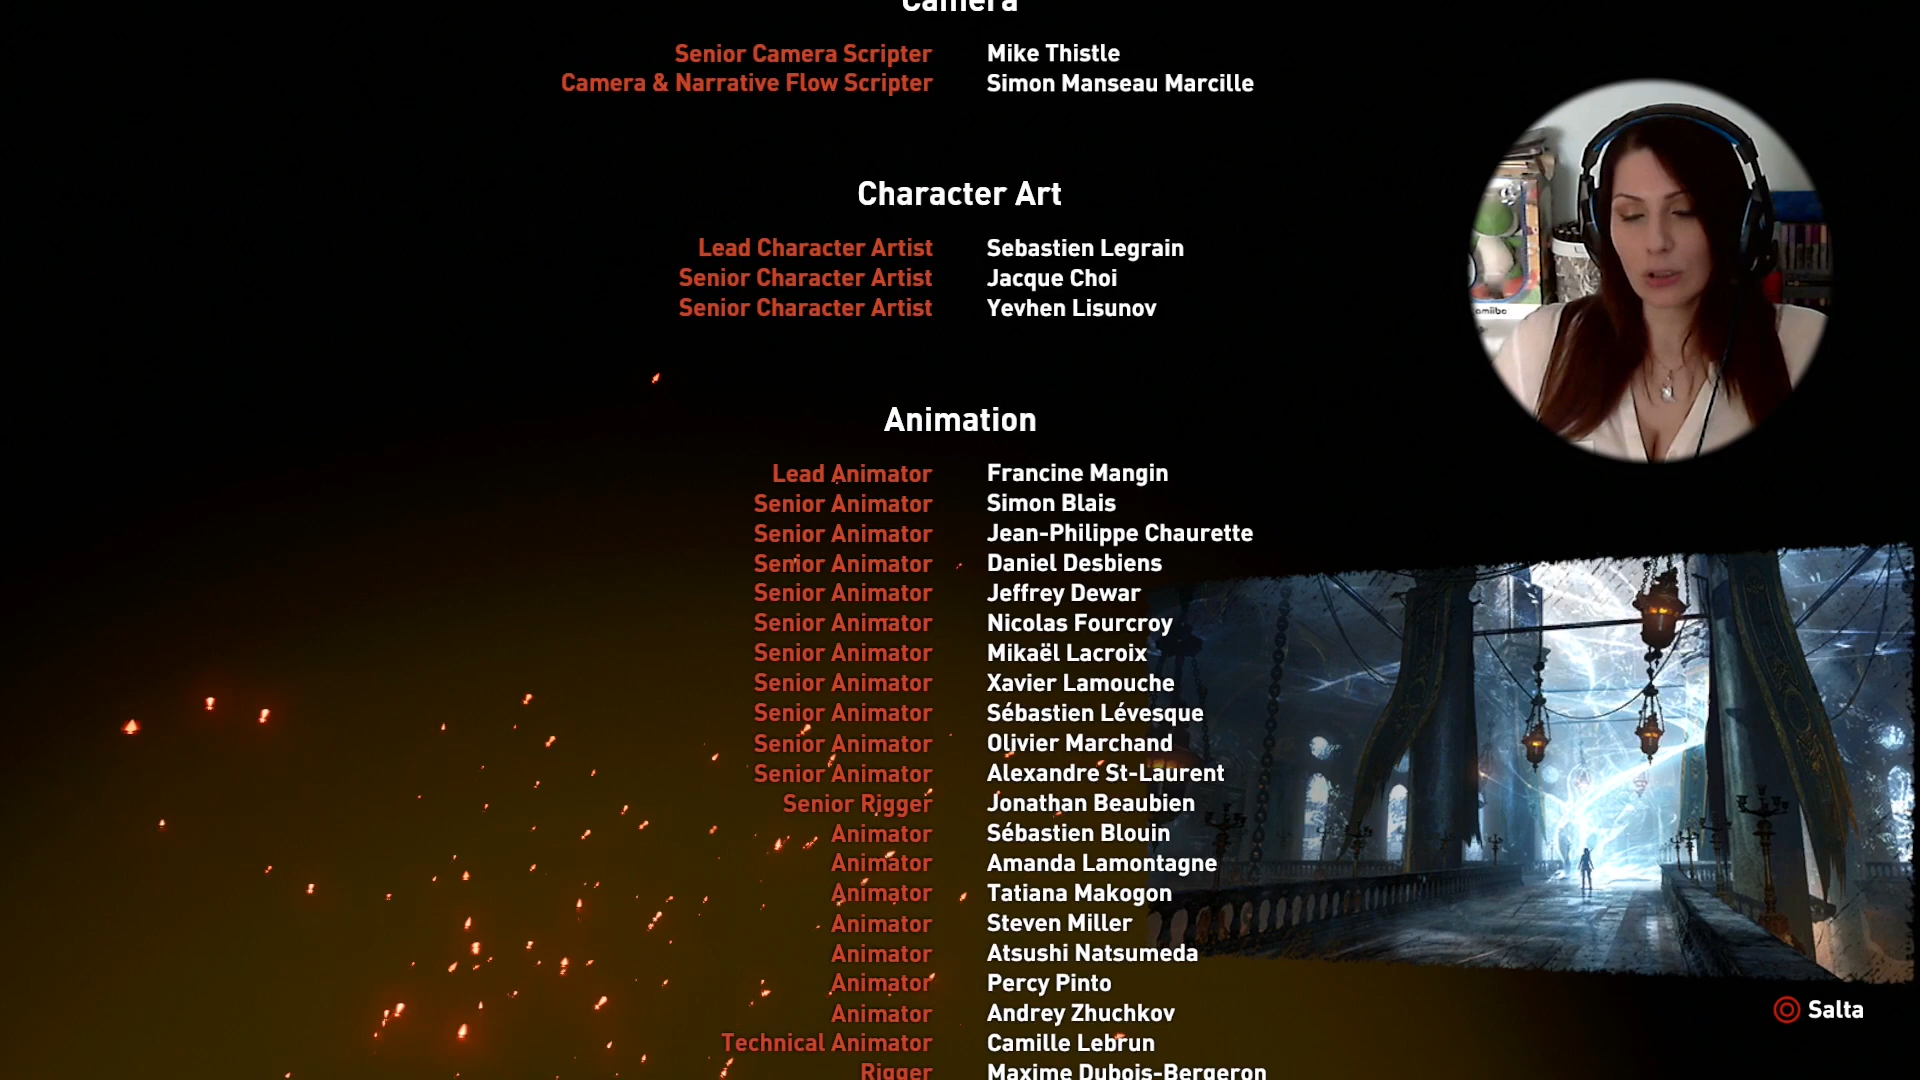 Camera
Senior Camera Scripter Mike Thistle
Camera & Narrative Flow Scripter Simon Manseau Marcille
Character Art
Lead Character Artist Sebastien Legrain
Senior Character Artist Jacque Choi
Senior Character Artist Yevhen Lisunov
amiibo
Animation
Lead Animator Francine Mangin
Senior Animator Simon Blais
Senior Animator Jean-Philippe Chaurette
Senior Animator Daniel Desbiens
Senior Animator Jeffrey Dewar
Senior Animator Nicolas Fourcroy
Senior Animator Mikaël Lacroix
Senior Animator Xavier Lamouche
Senior Animator Sébastien Lévesque
Senior Animator Olivier Marchand
Senior Animator Alexandre St-Laurent
Senior Rigger Jonathan Beaubien
Animator Sébastien Blouin
Animator Amanda Lamontagne
Animator Tatiana Makogon
Animator Steven Miller
Animator Atsushi Natsumeda
Animator Percy Pinto
Animator Andrey Zhuchkov
Salta
Technical Animator Camille Lebrun
Rigger Maxime Dubois-Bergeron